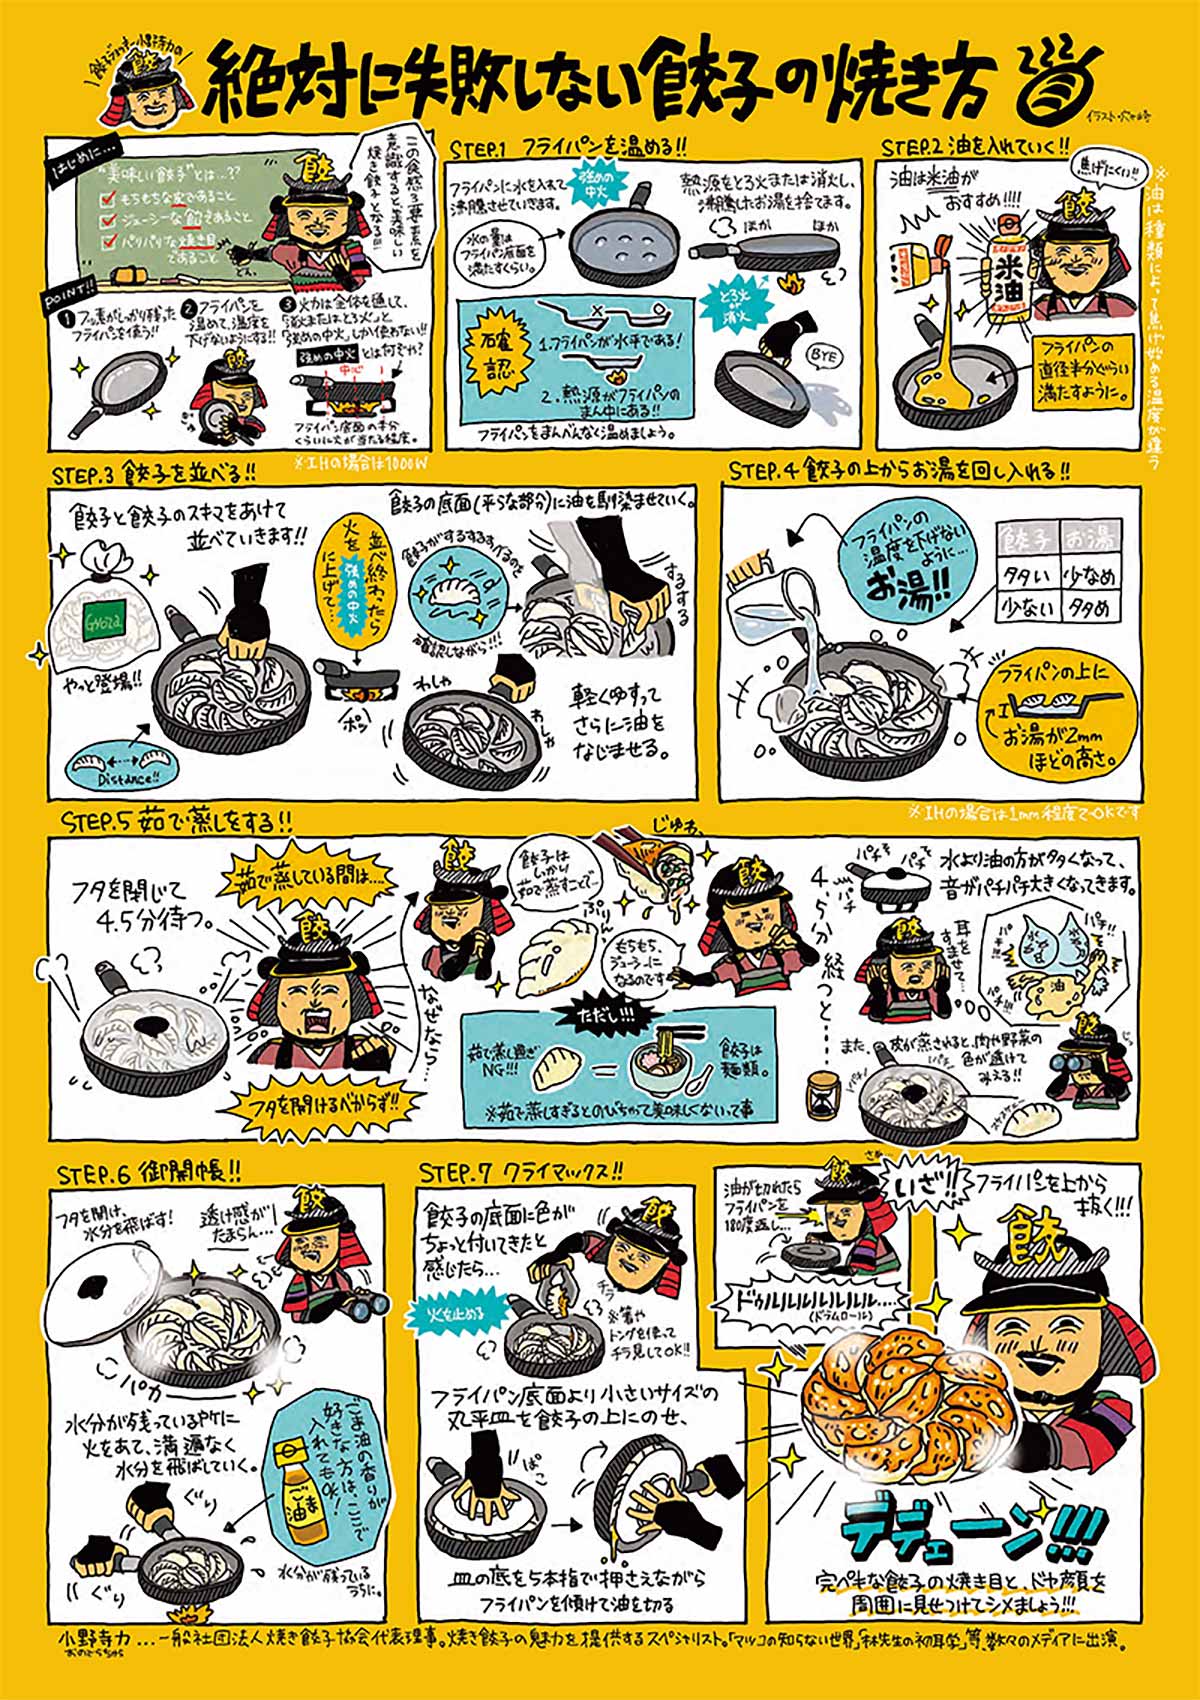 餃子ジョッキー小野寺力の
絶対に失敗しない餃子の焼き方
はじめに…
"美味しい餃子"とは…??
もちもちな皮であること
ジューシーな餡であること
パリパリな焼き目
であること
どん。
この食感3要素を
意識すると、美味しい
焼き餃子となる!!!
POINT!!
1 フッ素がしっかり残った
フライパンを使う!!
2 フライパンを
温めて、温度を
下げないようにする!!
3 火力は全体を通して、
「消火またはとろ火」と
「強めの中火」しか使わない!!
強めの中火 とは何ぞや?
中心
フライパン底面の半分
くらいに火が当たる程度。
※IHの場合は1000W
STEP.1 フライパンを温める!!
フライパンに水を入れて
沸騰させていきます。
強めの
中火
水の量は
フライパン底面を
満たすくらい。
熱源をとろ火または消火し、
沸騰したお湯を捨てます。
ほか
ほか
確認
1.フライパンが水平である!
2.熱源がフライパンの
まん中にある!!
フライパンをまんべんなく温めましょう。
とろ火
or
消火
BYE
STEP.2 油を入れていく!!
油は米油が
おすすめ!!!!
焦げにくい!!
米油
フライパンの
直径半分ぐらい
満たすように。
※油は種類によって焦げ始める温度が違う
STEP.3 餃子を並べる!!
餃子と餃子のスキマをあけて
並べていきます!!
GYOZA
やっと登場!!
Distance!!
並べ終わったら
火を強めの中火
に上げて…
ポッ
餃子の底面(平らな部分)に油を馴染ませていく。
餃子がするするすべるのを
確認しながら!!!
するする
わしゃ
わしゃ
軽くゆすって
さらに油を
なじませる。
STEP.4 餃子の上からお湯を回し入れる!!
フライパンの
温度を下げない
ように…
お湯!!
餃子 お湯
多い 少なめ
少ない 多め
フライパンの上に
お湯が2mm
ほどの高さ。
※IHの場合は1mm程度でOKです
STEP.5 茹で蒸しをする!!
フタを閉じて
4.5分待つ。
茹で蒸している間は…
フタを開けるべからず!!
なぜなら…
餃子は
しっかり
茹で蒸すことで…
ぷりん
じゅわ、
もちもち、
ジューシーに
なるのです
ただし!!!
茹で蒸し過ぎ
NG!!!
=
餃子は
麺類。
※茹で蒸しすぎるとのびちゃって美味しくないって事
4.5分経つと…
パチ
パチ
パチ
水より油の方が多くなって、
音がパチパチ大きくなってきます。
耳を
すませて…
パチ!!
水
水
油
パチ!!!
また、皮が蒸されると、肉や野菜の
色が透けて
みえる!!
STEP.6 御開帳!!
フタを開け、
水分を飛ばす!
透け感が
たまらん…
パカー
水分が残っている所に
火をあて、満遍なく
水分を飛ばしていく。
ごま油の香りが
好きな方は、ここで
入れてもOK!
ごま油
ぐり
ぐり
水分が残っている
うちに。
STEP.7 クライマックス!!
餃子の底面に色が
ちょっと付いてきたと
感じたら…
火を止める
チラ
※箸や
トングを使って
チラ見してOK!!
フライパン底面より小さいサイズの
丸平皿を餃子の上にのせ、
ぱこ
皿の底を5本指で押さえながら
フライパンを傾けて油を切る
油が切れたら
フライパンを
180度返し…
ドゥルルルルルルル….
(ドラムロール)
いざ!!
フライパンを上から
抜く!!!
デデェーン!!!
完ペキな餃子の焼き目と、ドヤ顔を
周囲に見せつけてシメましょう!!!
小野寺力…一般社団法人焼き餃子協会代表理事。焼き餃子の魅力を提供するスペシャリスト。「マツコの知らない世界」「林先生の初耳学」等、数々のメディアに出演。
おのでらちから